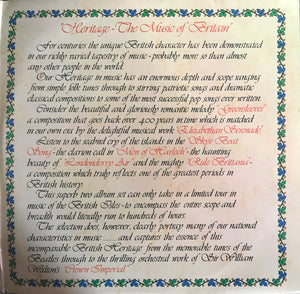 "Heritage - The Music of Britain"
For centuries the unique British character has been demonstrated
in our richly varied tapestry of music - probably more so than almost
any other people in the world.
Our Heritage in music has an enormous depth and scope ranging
from simple folk tunes through to stirring patriotic songs and dramatic
classical compositions to some of the most successful pop songs ever written.
Consider the beautiful and gloriously romantic melody 'Greensleeves' -
a composition that goes back over 400 years in time which is matched
in our own era by the delightful musical work 'Elizabethan Serenade'.
Listen to the seafowl cry of the islands in the 'Skye Boat
Song' - the clarion call in 'Men of Harlech' - the haunting
beauty of 'Londonderry Air' and the mighty 'Rule Britannia' -
a composition which truly reflects one of the greatest periods in
British history.
This superb two album set can only take in a limited tour in
music of the British Isles - to encompass the entire scope and
breadth would literally run to hundreds of hours.
The selection does, however, clearly portray many of our national
characteristics in music ..... and captures the essence of this
incomparable British Heritage from the memorable tunes of the
Beatles through to the thrilling orchestral work of Sir William
Walton's 'Crown Imperial'.